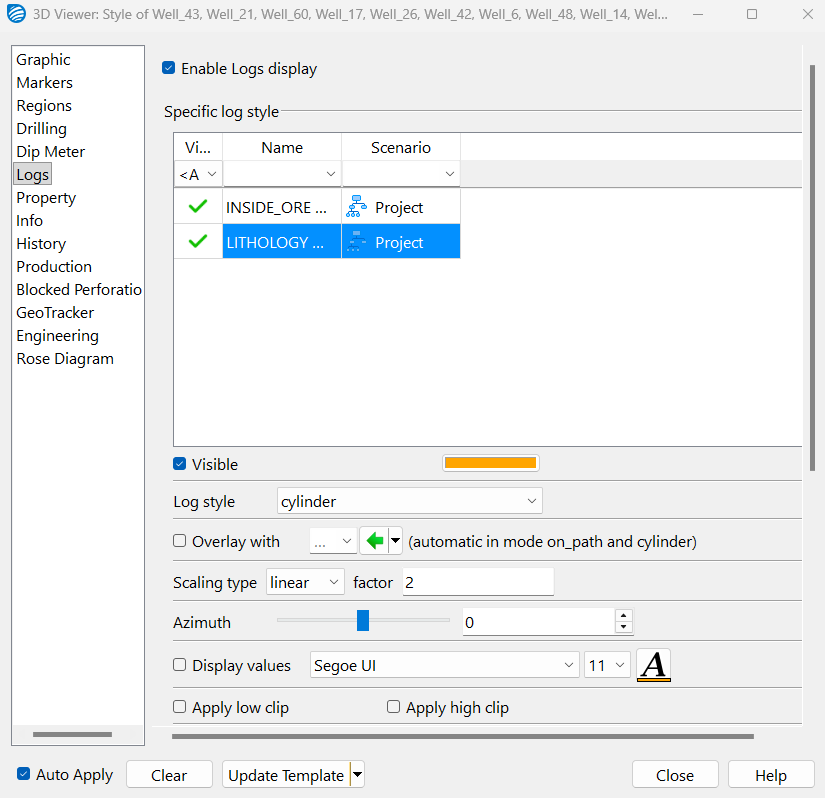 3D Viewer: Style of Well_43, Well_21, Well_60, Well_17, Well_26, Well_42, Well_6, Well_48, Well_14, Wel...
Graphic
Markers
Regions
Drilling
Dip Meter
Logs
Property
Info
History
Production
Blocked Perforatio
GeoTracker
Engineering
Rose Diagram
Enable Logs display
Specific log style
Vi... Name Scenario
<A
INSIDE_ORE ... Project
LITHOLOGY ... Project
Visible
Log style cylinder
Overlay with ... (automatic in mode on_path and cylinder)
Scaling type linear factor 2
Azimuth 0
Display values Segoe UI 11 A
Apply low clip Apply high clip
Auto Apply Clear Update Template Close Help